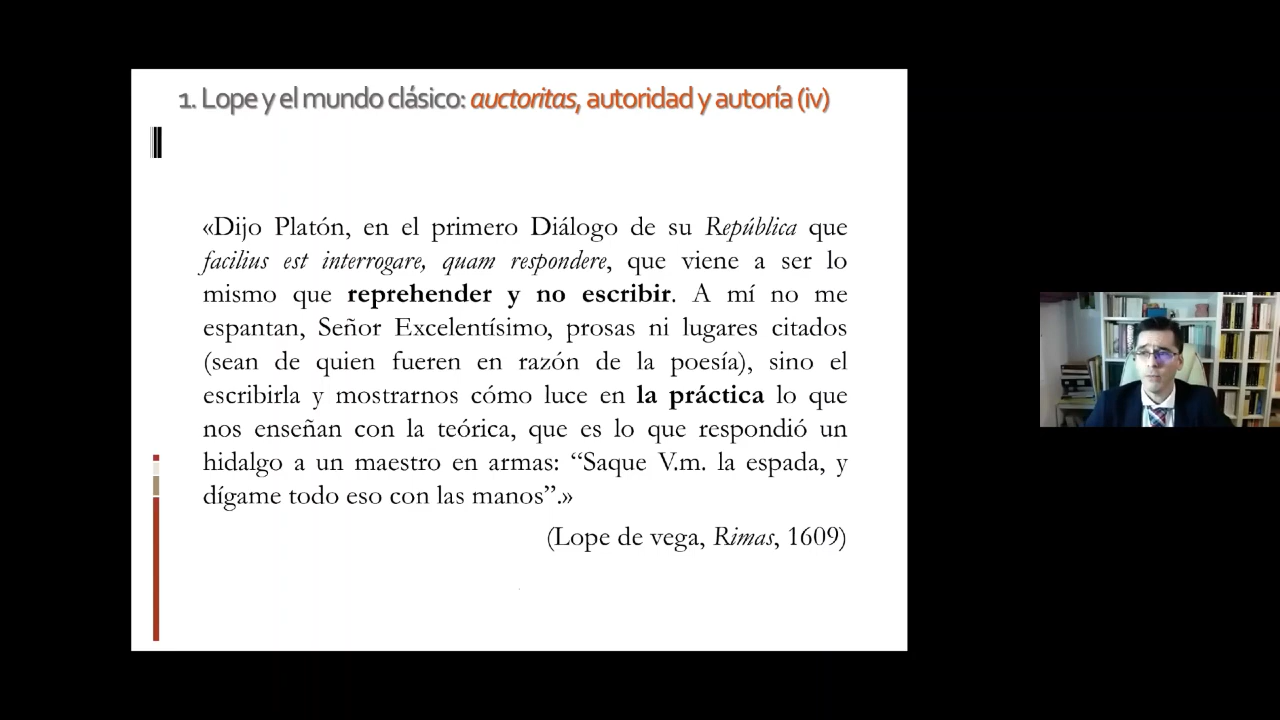 1. Lope y el mundo clásico: auctoritas, autoridad y autoría (iv)
«Dijo Platón, en el primero Diálogo de su República que
facilius est interrogare, quam respondere, que viene a ser lo
mismo que reprehender y no escribir. A mí no me
espantan, Señor Excelentísimo, prosas ni lugares citados
(sean de quien fueren en razón de la poesía), sino el
escribirla y mostrarnos cómo luce en la práctica lo que
nos enseñan con la teórica, que es lo que respondió un
hidalgo a un maestro en armas: “Saque V.m. la espada, y
dígame todo eso con las manos”.»
(Lope de vega, Rimas, 1609)